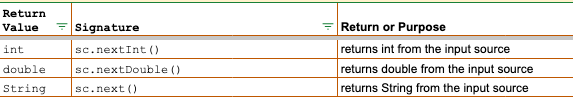 Return
Value Signature Return or Purpose
int sc.nextInt() returns int from the input source
double sc.nextDouble() returns double from the input source
String sc.next() returns String from the input source